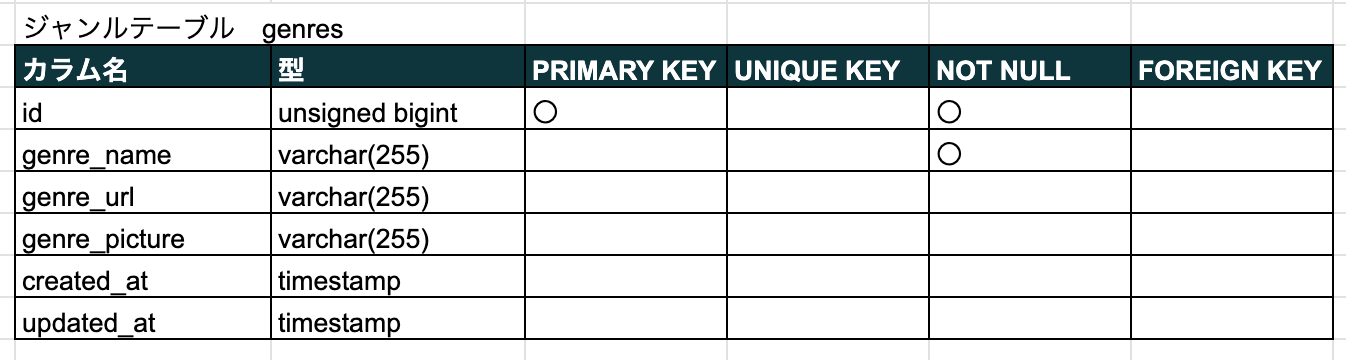 ジャンルテーブル　genres
カラム名 型 PRIMARY KEY UNIQUE KEY NOT NULL FOREIGN KEY
id unsigned bigint ○ ○
genre_name varchar(255) ○
genre_url varchar(255)
genre_picture varchar(255)
created_at timestamp
updated_at timestamp